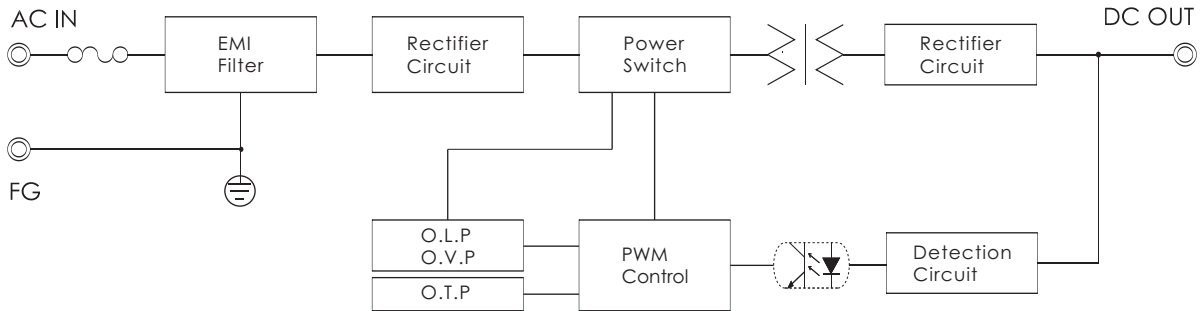 AC IN
DC OUT
EMI
Filter
Rectifier
Circuit
Power
Switch
Rectifier
Circuit
FG
O.L.P
O.V.P
O.T.P
PWM
Control
Detection
Circuit